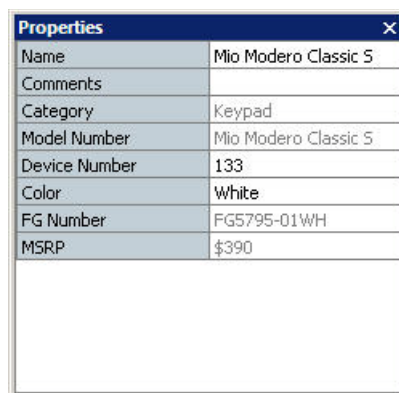 Properties
Name Mio Modero Classic S
Comments
Category Keypad
Model Number Mio Modero Classic S
Device Number 133
Color White
FG Number FG5795-01WH
MSRP $390